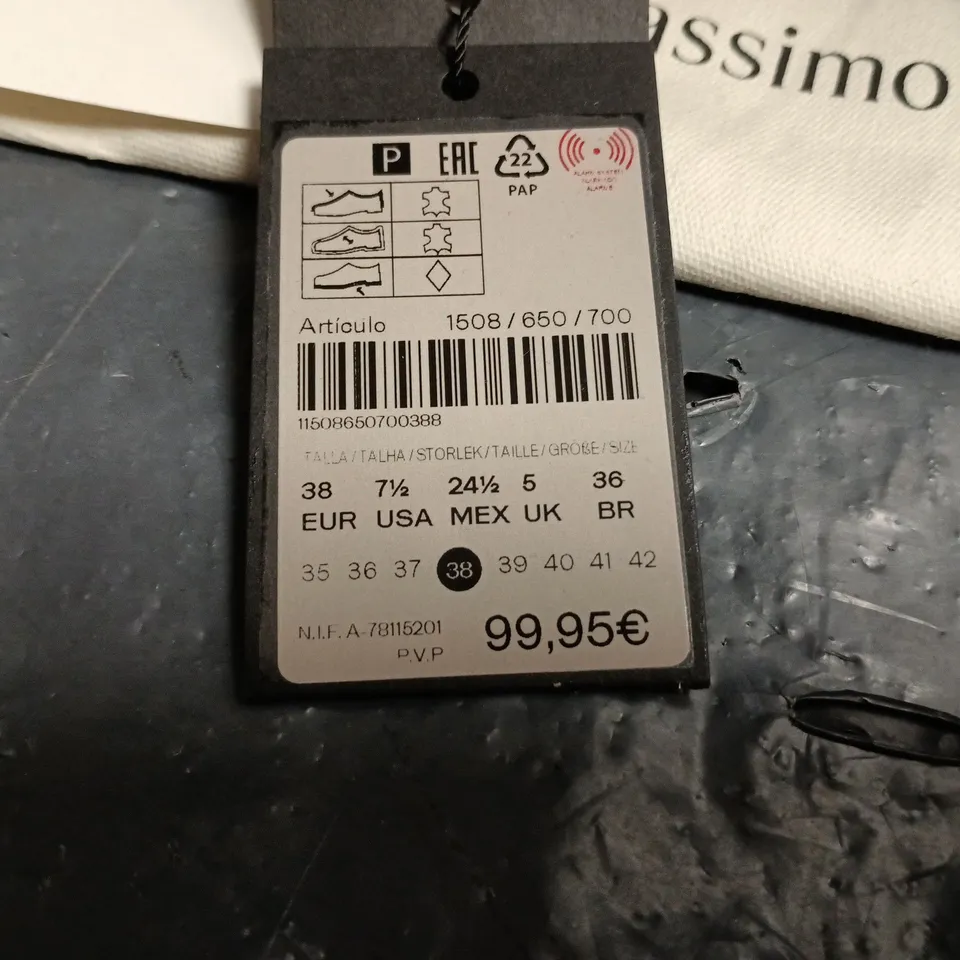 assimo
P EAC 22 PAP
Artículo 1508 / 650 / 700
11508650700388
TALLA / TALHA / STORLEK / TAILLE / GRÖßE / SIZE
38 7½ 24½ 5 36
EUR USA MEX UK BR
35 36 37 38 39 40 41 42
N.I.F. A-78115201
P.V.P 99,95€